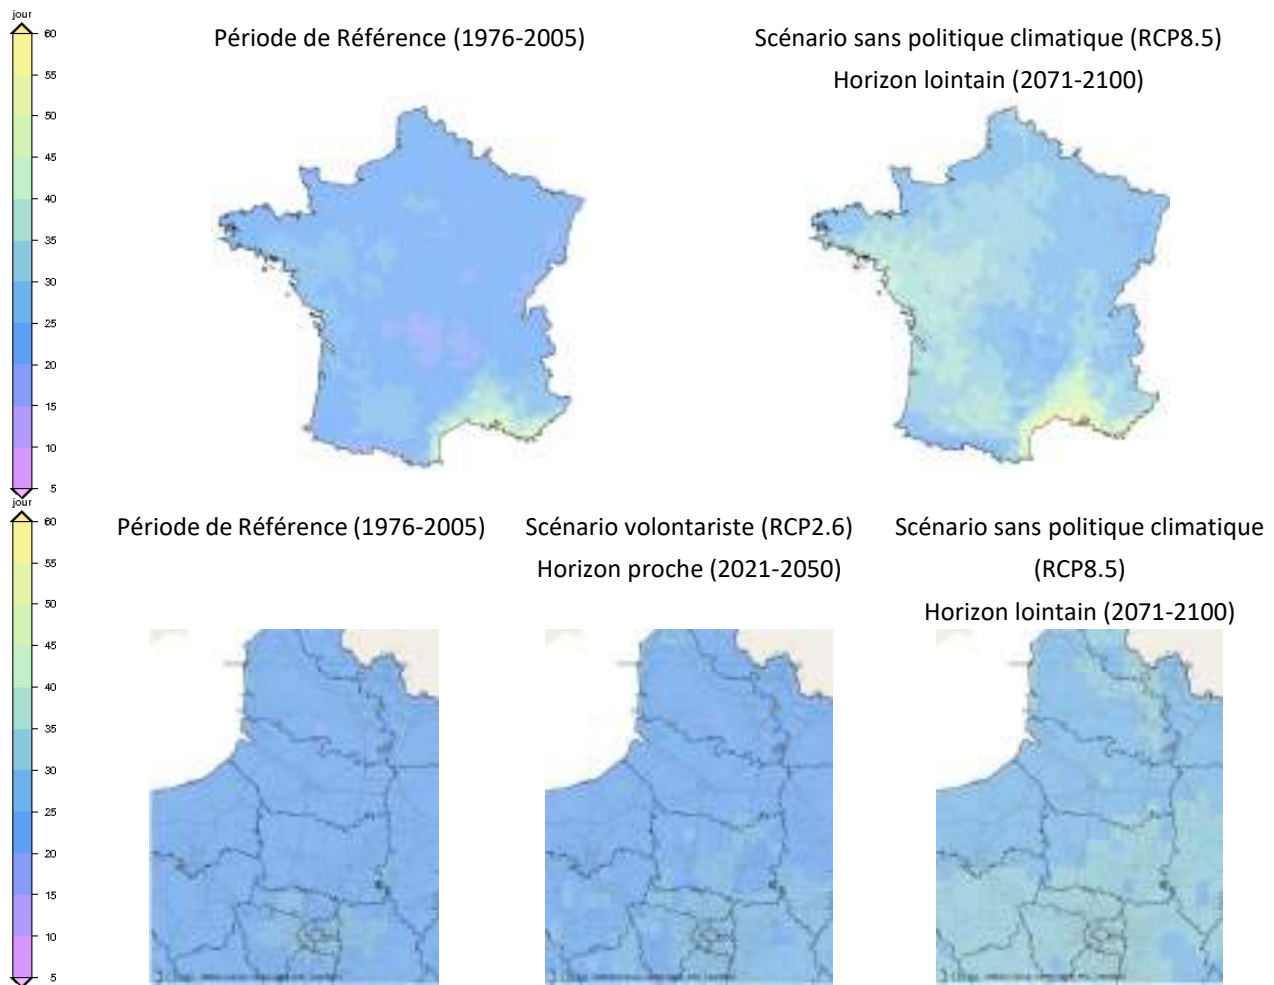 jour
60
55
50
45
40
35
30
25
20
15
10
5
Période de Référence (1976-2005)
Scénario sans politique climatique (RCP8.5)
Horizon lointain (2071-2100)
jour
60
55
50
45
40
35
30
25
20
15
10
5
Période de Référence (1976-2005)
Scénario volontariste (RCP2.6)
Horizon proche (2021-2050)
Scénario sans politique climatique
(RCP8.5)
Horizon lointain (2071-2100)